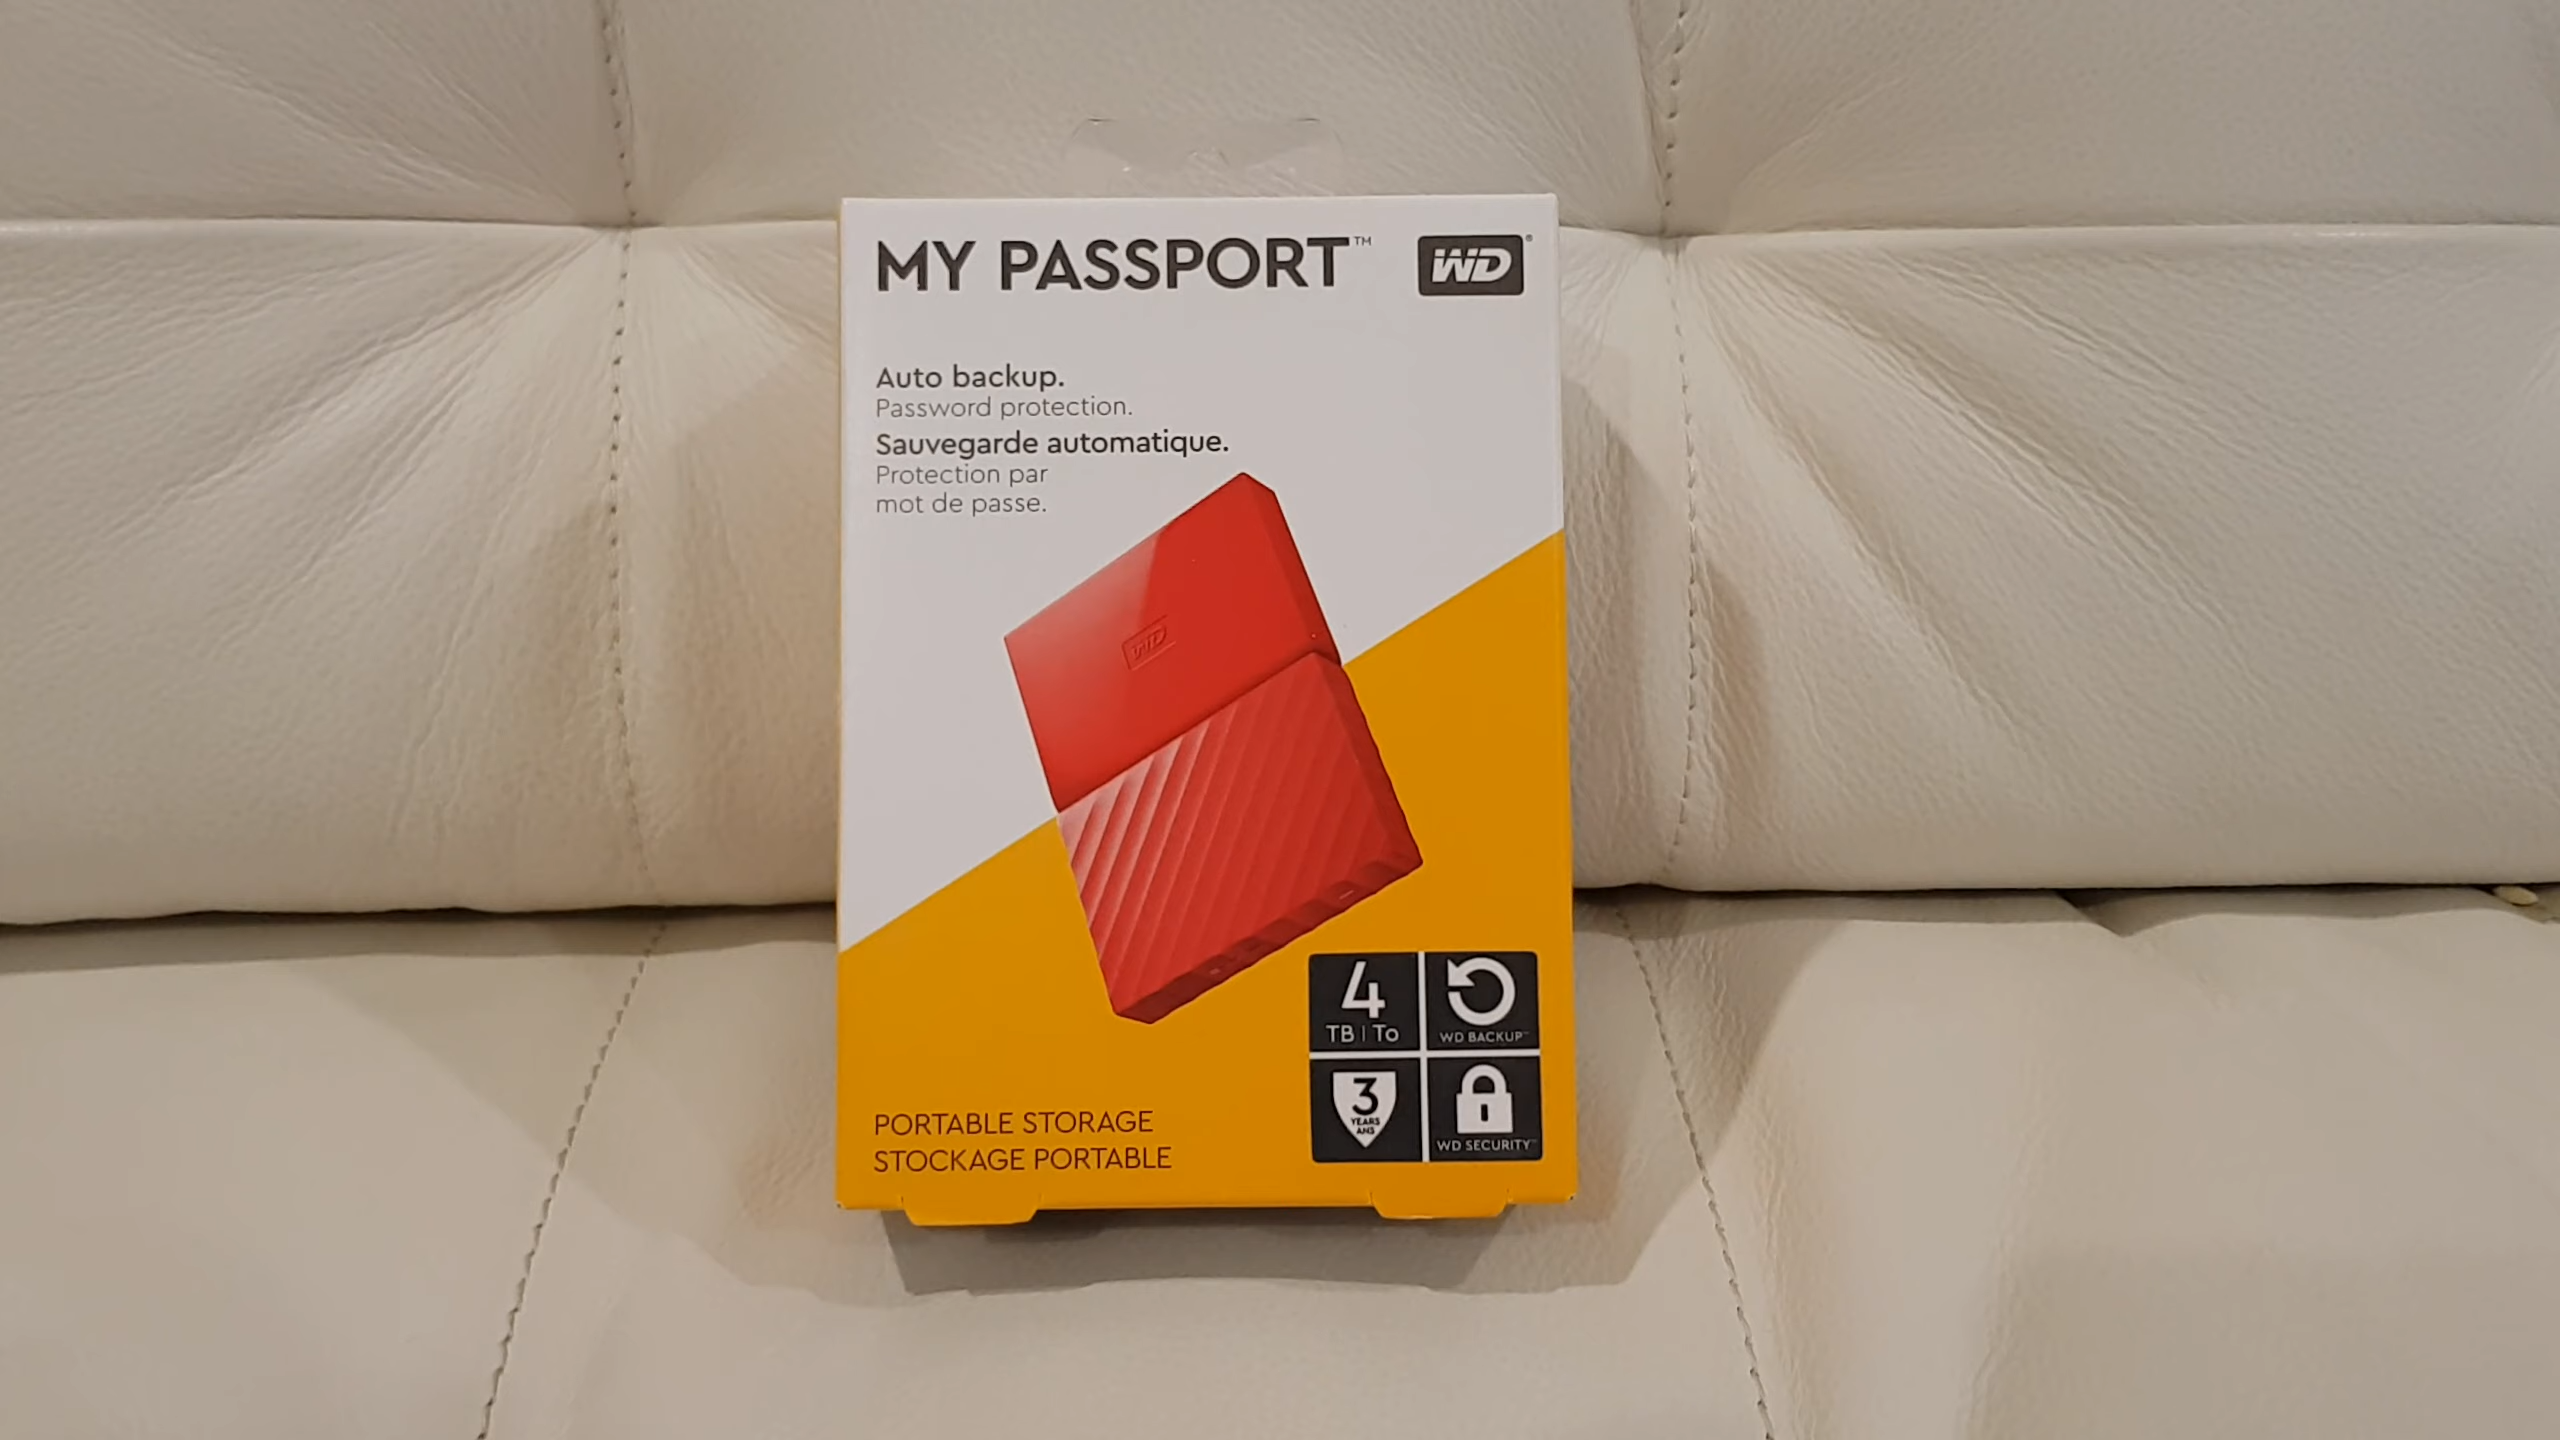 MY PASSPORT™
WD®
Auto backup.
Password protection.
Sauvegarde automatique.
Protection par
mot de passe.
WD
4
TB | To
WD BACKUP™
3
YEARS
ANS
WD SECURITY™
PORTABLE STORAGE
STOCKAGE PORTABLE